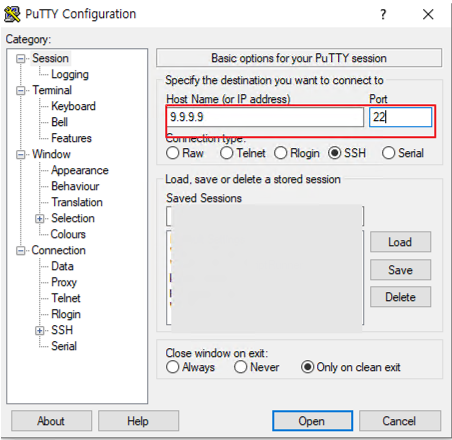 PuTTY Configuration
Category:
Session
Logging
Terminal
Keyboard
Bell
Features
Window
Appearance
Behaviour
Translation
Selection
Colours
Connection
Data
Proxy
Telnet
Rlogin
SSH
Serial
Basic options for your PuTTY session
Specify the destination you want to connect to
Host Name (or IP address) Port
9.9.9.9 22
Connection type:
Raw Telnet Rlogin SSH Serial
Load, save or delete a stored session
Saved Sessions
Load
Save
Delete
Close window on exit:
Always Never Only on clean exit
About Help Open Cancel